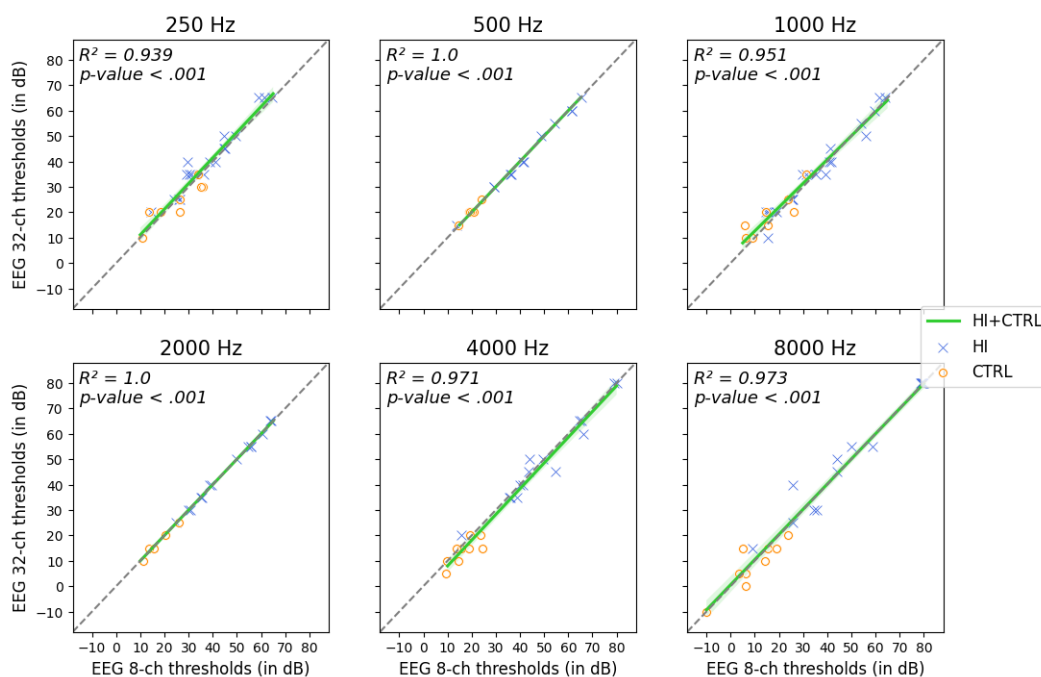 250 Hz
R² = 0.939
p-value < .001
80
70
60
50
40
30
20
10
0
−10
EEG 32-ch thresholds (in dB)
500 Hz
R² = 1.0
p-value < .001
1000 Hz
R² = 0.951
p-value < .001
HI+CTRL
HI
CTRL
2000 Hz
R² = 1.0
p-value < .001
80
70
60
50
40
30
20
10
0
−10
EEG 32-ch thresholds (in dB)
−10 0 10 20 30 40 50 60 70 80
EEG 8-ch thresholds (in dB)
4000 Hz
R² = 0.971
p-value < .001
−10 0 10 20 30 40 50 60 70 80
EEG 8-ch thresholds (in dB)
8000 Hz
R² = 0.973
p-value < .001
−10 0 10 20 30 40 50 60 70 80
EEG 8-ch thresholds (in dB)